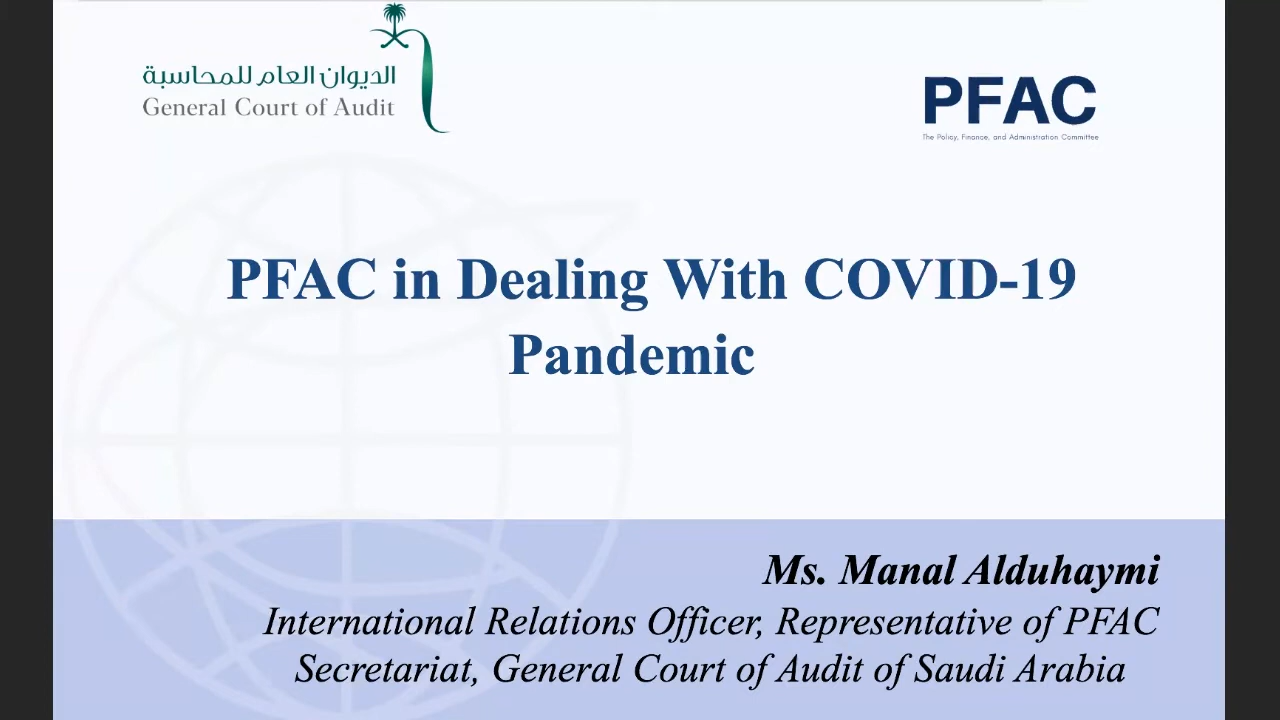 الديوان العام للمحاسبة
General Court of Audit
PFAC
The Policy, Finance, and Administration Committee
PFAC in Dealing With COVID-19
Pandemic
Ms. Manal Alduhaymi
International Relations Officer, Representative of PFAC
Secretariat, General Court of Audit of Saudi Arabia